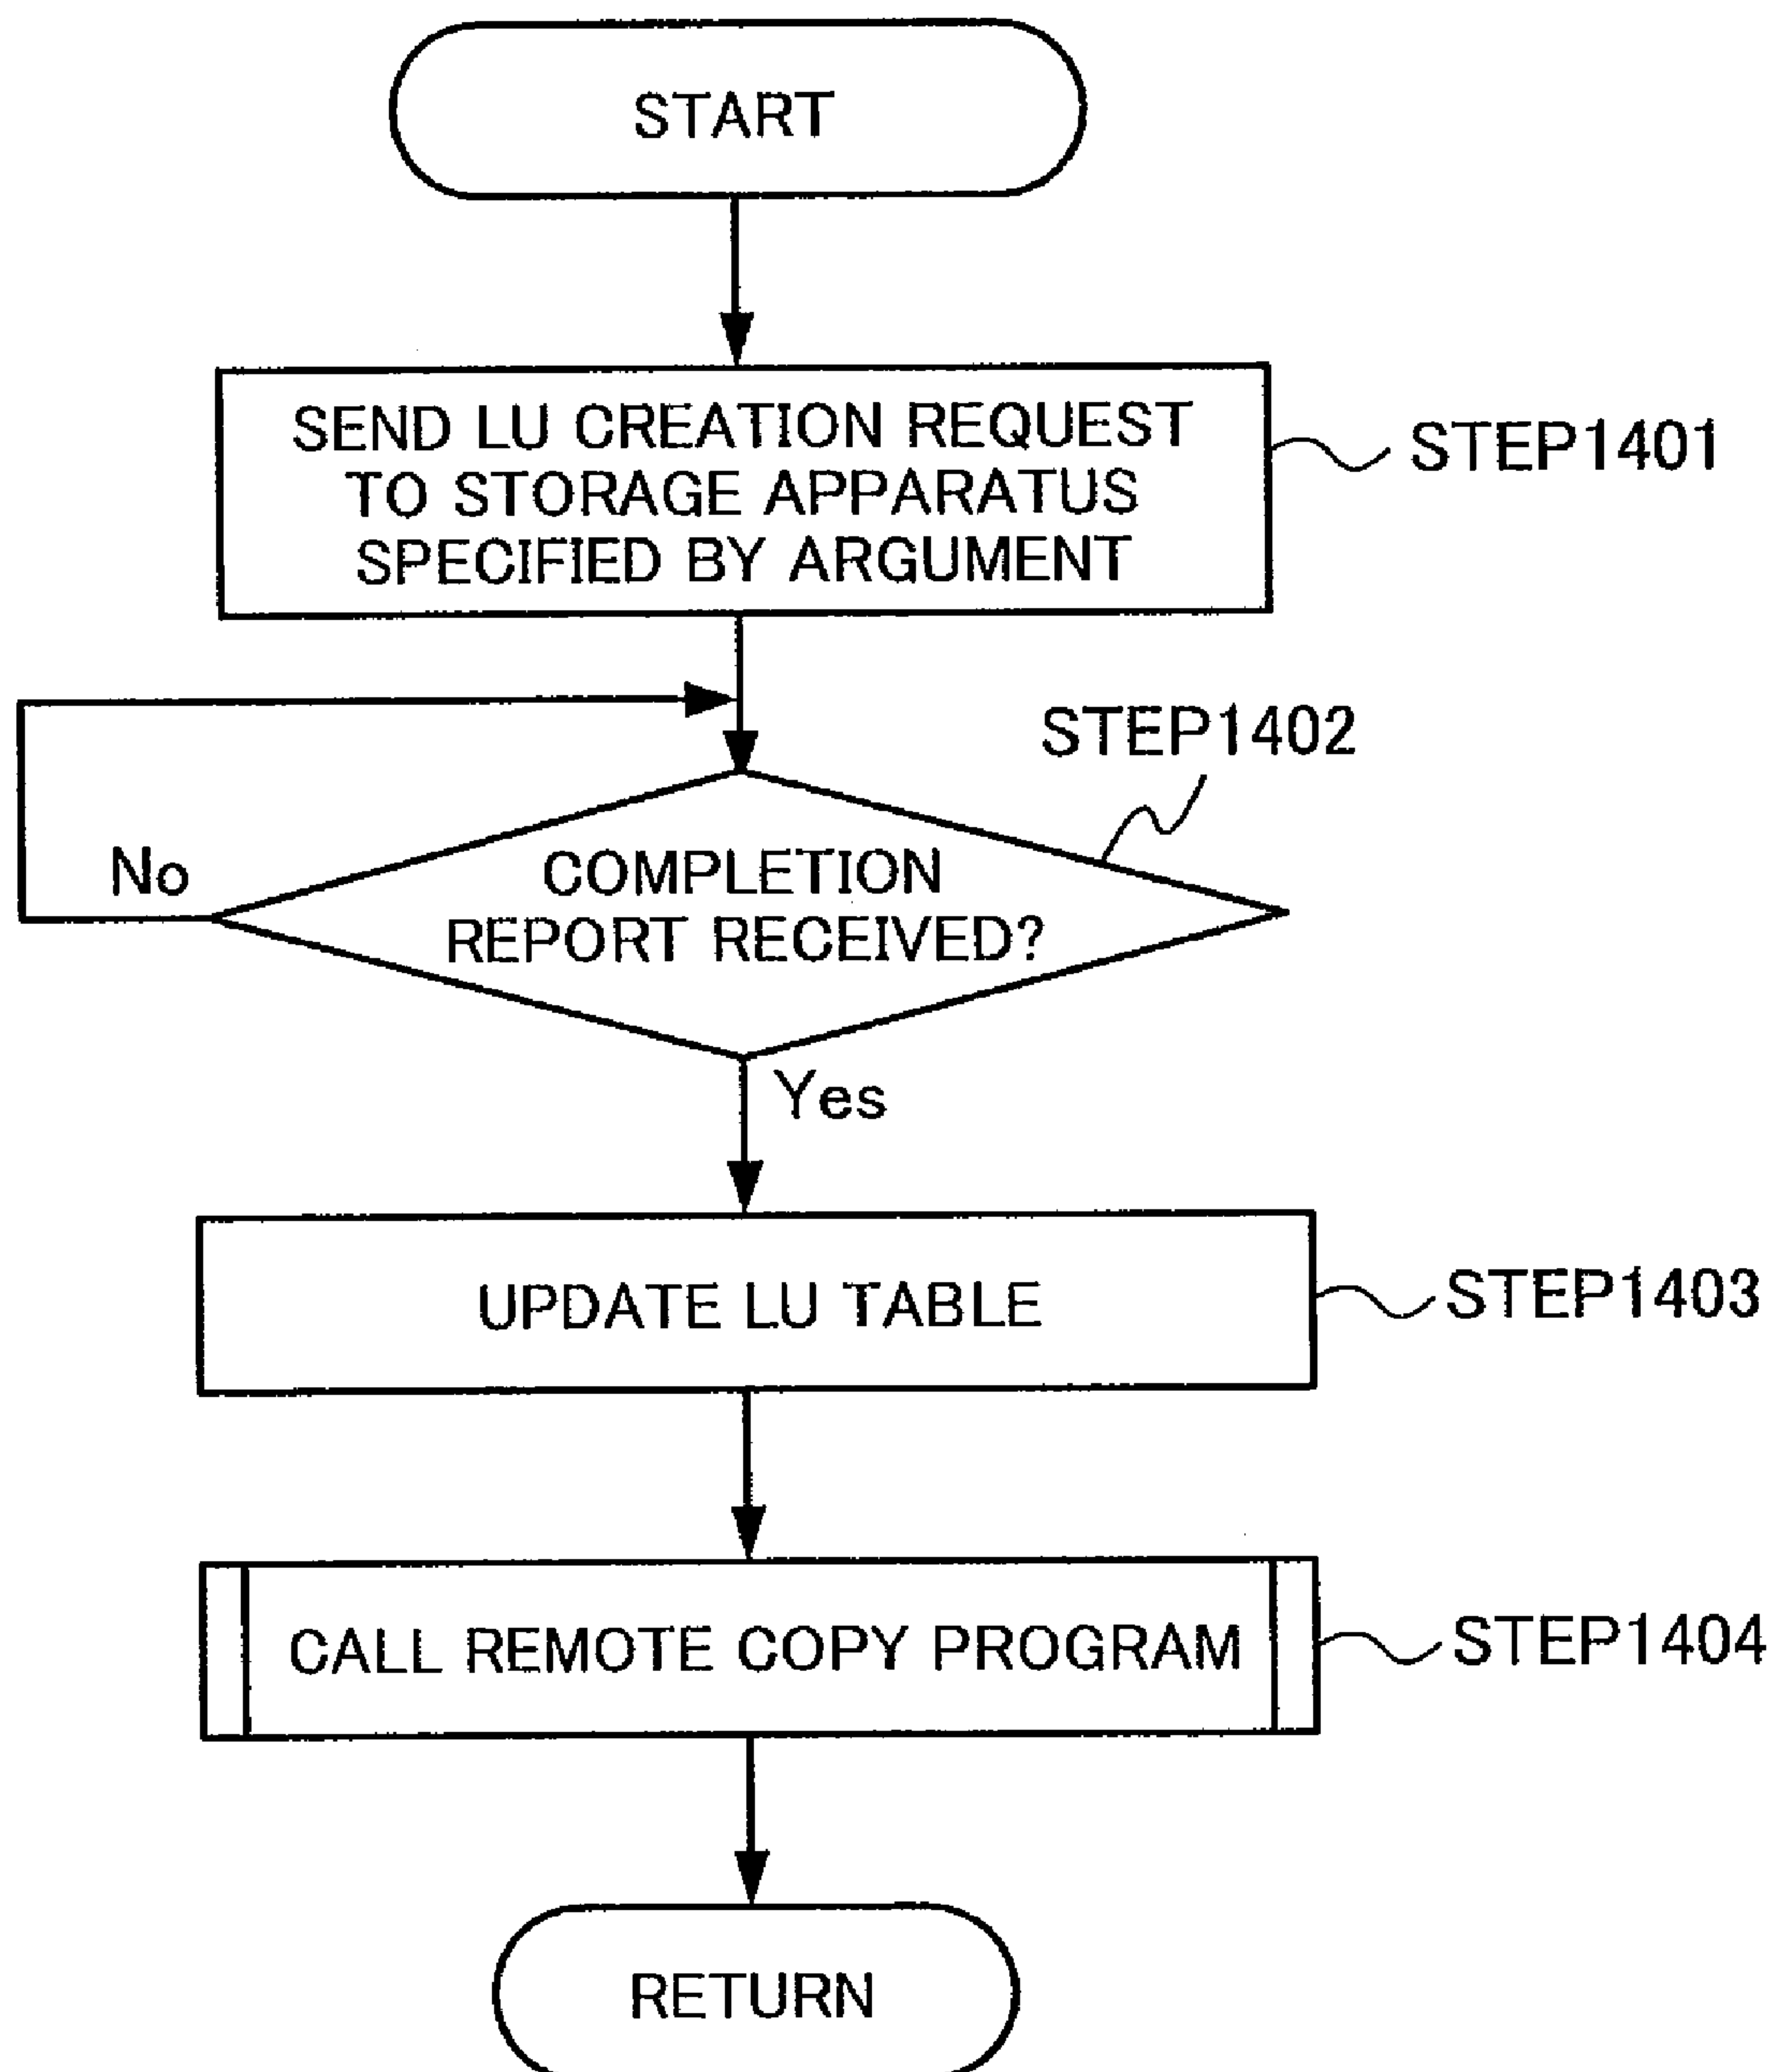 START
SEND LU CREATION REQUEST
TO STORAGE APPARATUS
SPECIFIED BY ARGUMENT
STEP1401
STEP1402
No
COMPLETION
REPORT RECEIVED?
Yes
UPDATE LU TABLE
STEP1403
CALL REMOTE COPY PROGRAM
STEP1404
RETURN